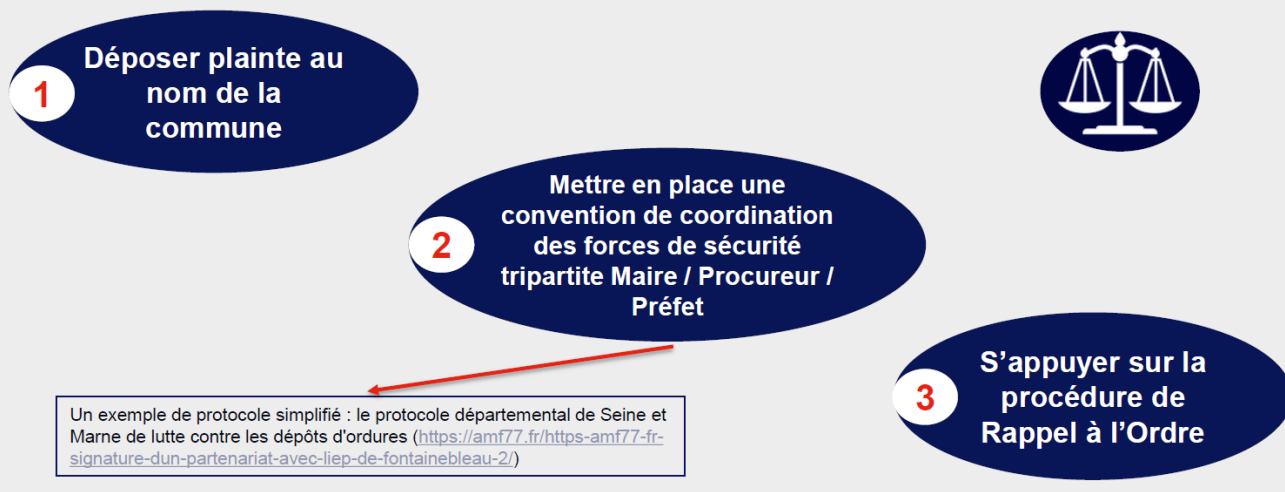 1
Déposer plainte au
nom de la
commune
2
Mettre en place une
convention de coordination
des forces de sécurité
tripartite Maire / Procureur /
Préfet
Un exemple de protocole simplifié : le protocole départemental de Seine et
Marne de lutte contre les dépôts d'ordures (https://amf77.fr/https-amf77-fr-
signature-dun-partenariat-avec-liep-de-fontainebleau-2/)
3
S’appuyer sur la
procédure de
Rappel à l’Ordre